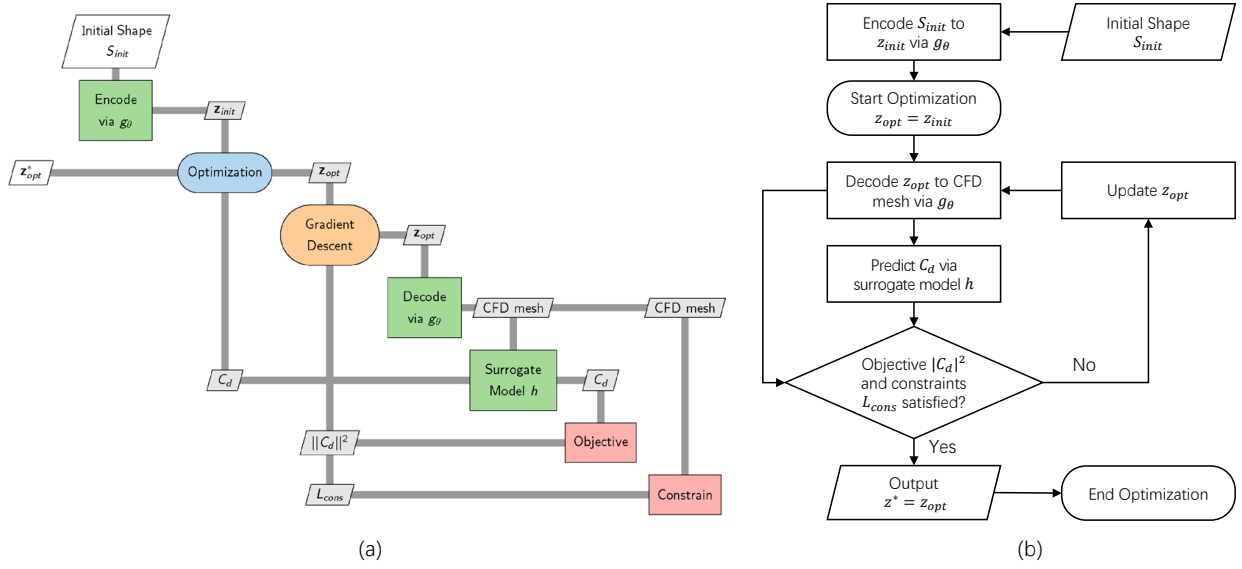 Initial Shape
S_init
Encode
via g_θ
z_init
z*_opt
Optimization
z_opt
Gradient
Descent
z_opt
Decode
via g_θ
CFD mesh
CFD mesh
C_d
Surrogate
Model h
C_d
||C_d||²
Objective
L_cons
Constrain
(a)
Encode S_init to
z_init via g_θ
Initial Shape
S_init
Start Optimization
z_opt = z_init
Decode z_opt to CFD
mesh via g_θ
Update z_opt
Predict C_d via
surrogate model h
Objective |C_d|²
and constraints
L_cons satisfied?
No
Yes
Output
z* = z_opt
End Optimization
(b)